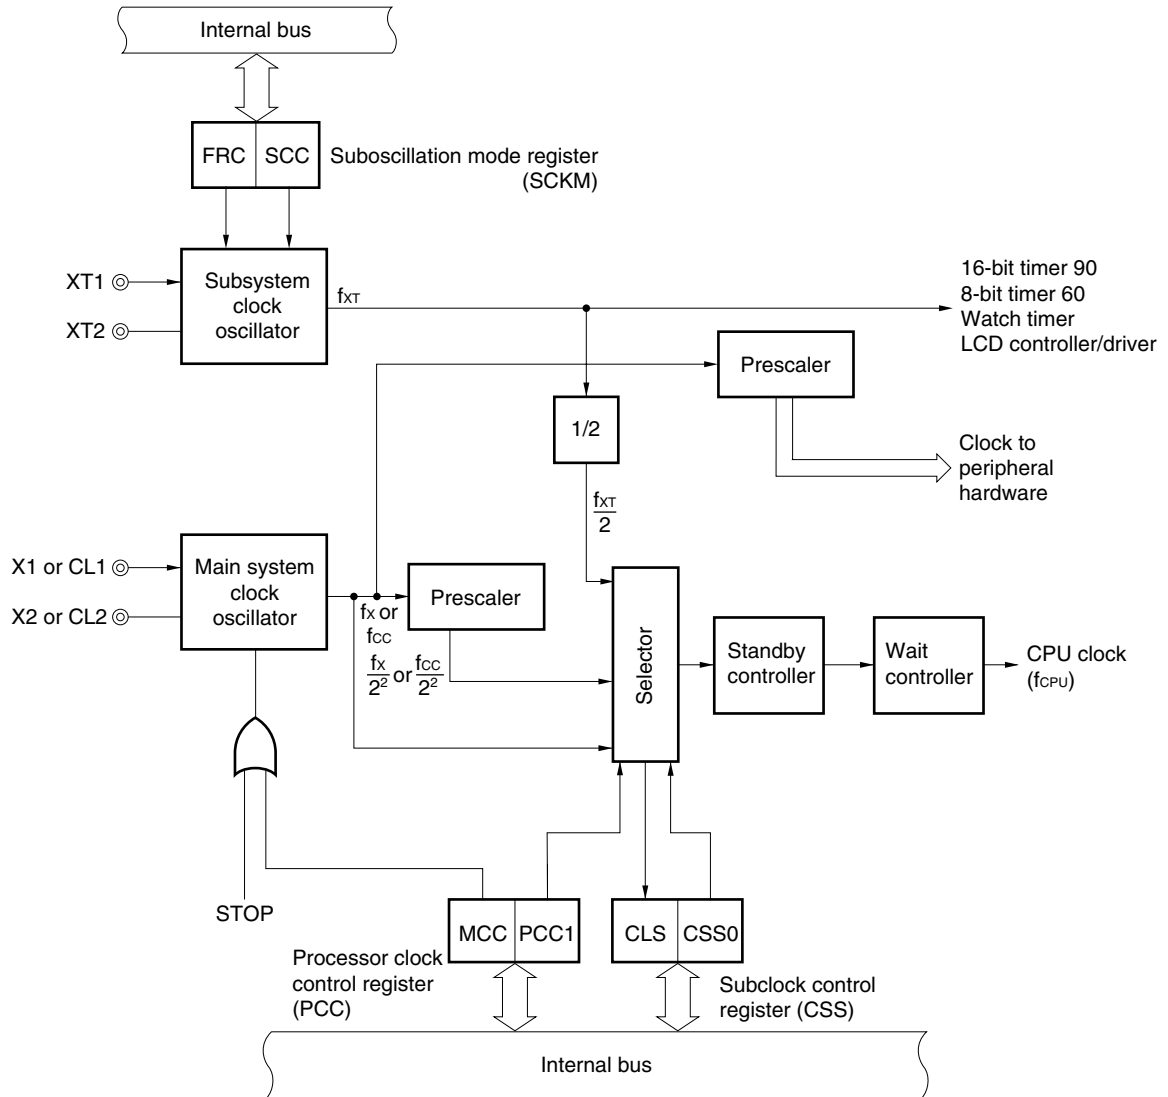 Internal bus
FRC SCC
Suboscillation mode register
(SCKM)
XT1
XT2
Subsystem
clock
oscillator
fXT
16-bit timer 90
8-bit timer 60
Watch timer
LCD controller/driver
Prescaler
1/2
Clock to
peripheral
hardware
fXT
2
X1 or CL1
X2 or CL2
Main system
clock
oscillator
Prescaler
fX or
fCC
fX/2² or fCC/2²
Selector
Standby
controller
Wait
controller
CPU clock
(fCPU)
STOP
MCC PCC1
CLS CSS0
Processor clock
control register
(PCC)
Subclock control
register (CSS)
Internal bus